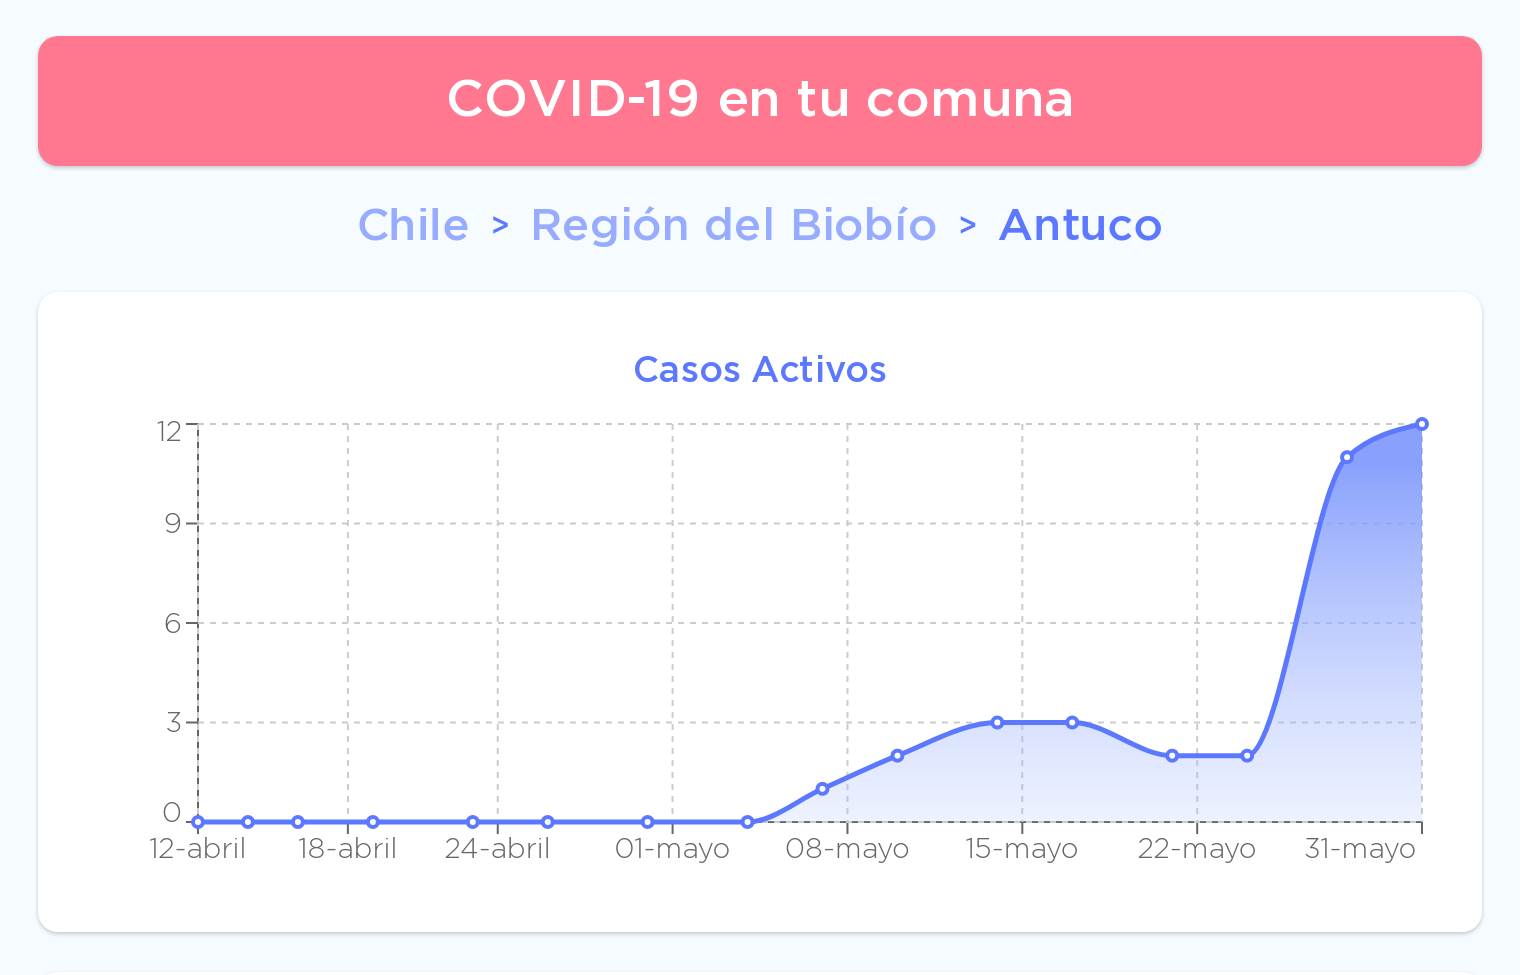 COVID-19 en tu comuna
Chile > Región del Biobío > Antuco
Casos Activos
12
9
6
3
0
12-abril 18-abril 24-abril 01-mayo 08-mayo 15-mayo 22-mayo 31-mayo